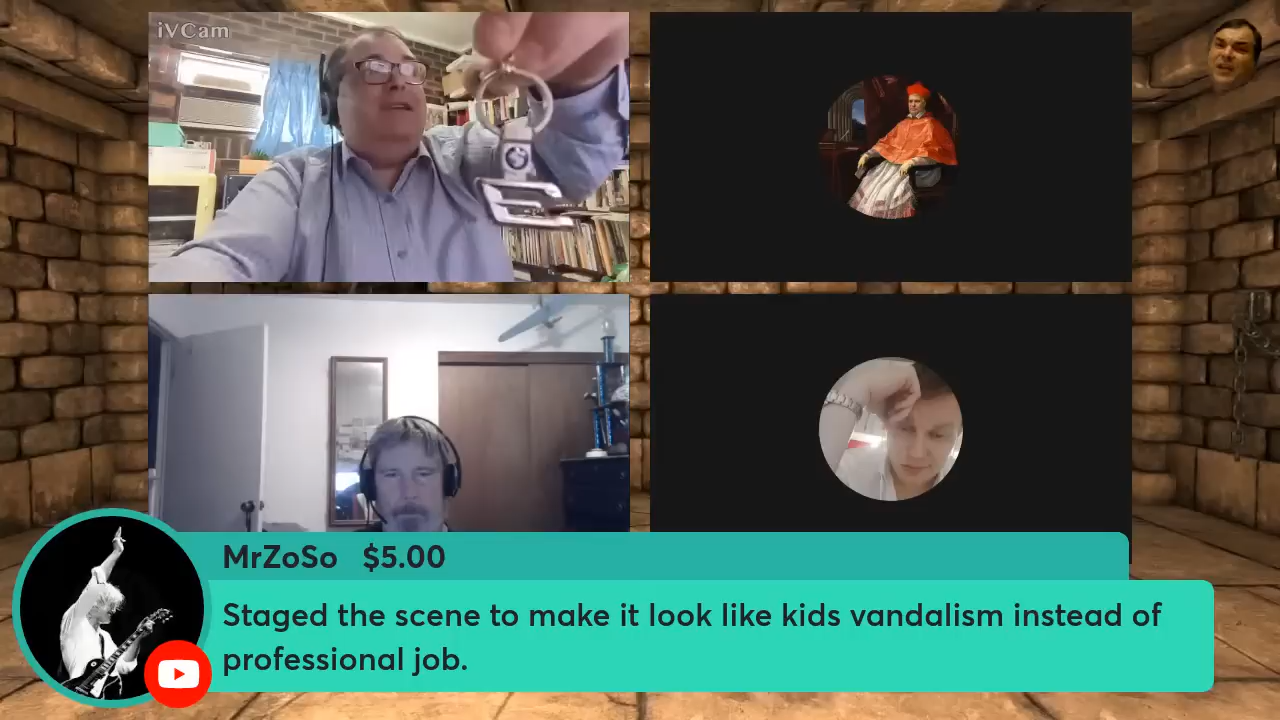 iVCam
MrZoSo $5.00
Staged the scene to make it look like kids vandalism instead of
professional job.